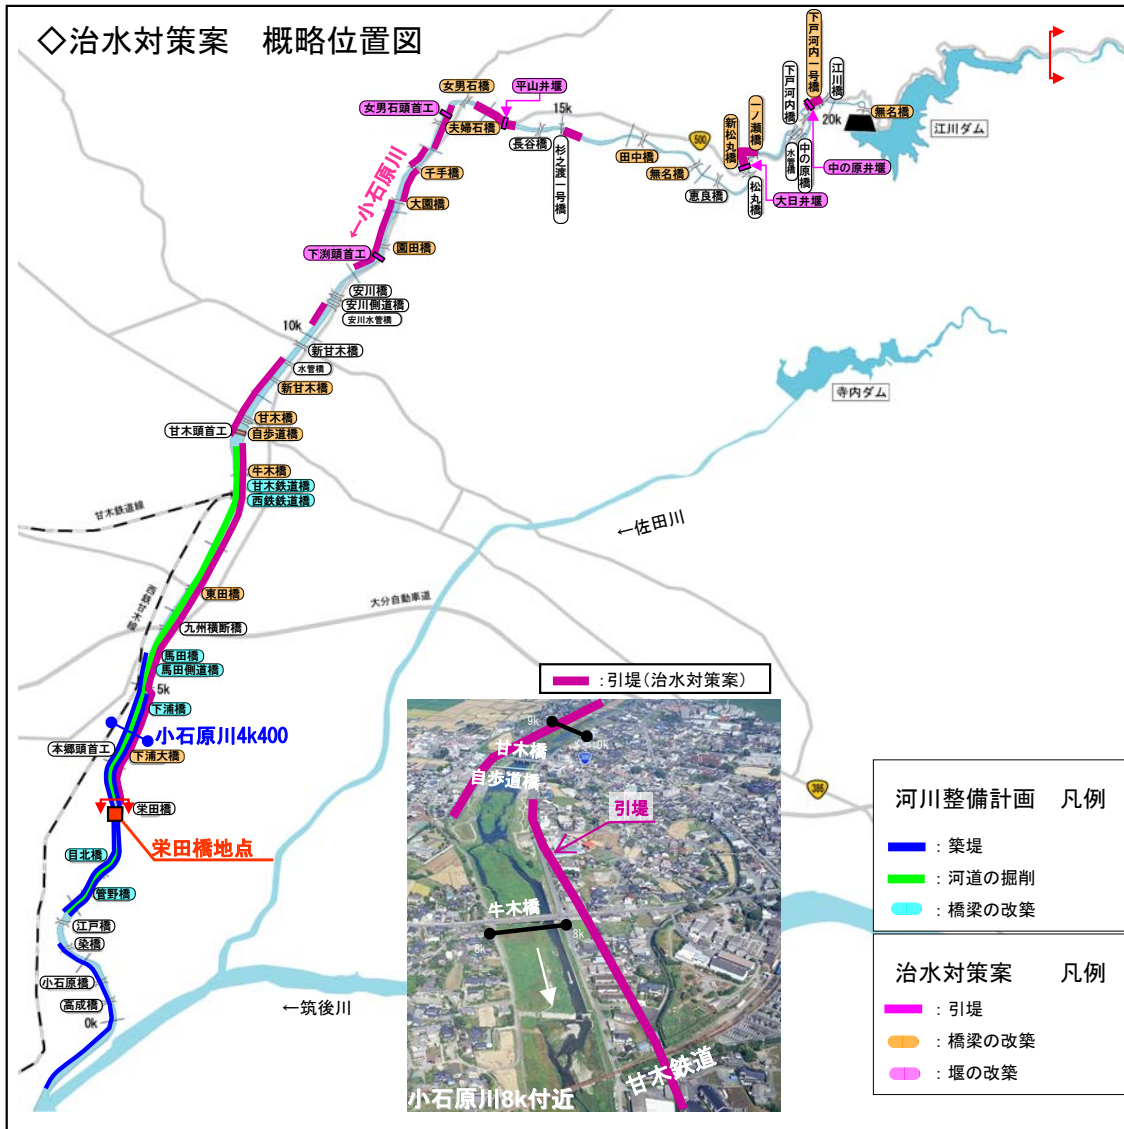 ◇治水対策案　概略位置図
女男石橋
平山井堰
女男石頭首工
夫婦石橋
15k
長谷橋
杉之渡一号橋
千手橋
大園橋
←小石原川
下渕頭首工
園田橋
田中橋
無名橋
恵良橋
500
新松丸橋
一ノ瀬橋
松丸橋
大日井堰
下戸河内橋
下戸河内一号橋
江川橋
20k
無名橋
水管橋
中の原橋
中の原井堰
江川ダム
安川橋
安川側道橋
安川水管橋
10k
新甘木橋
水管橋
新甘木橋
甘木橋
甘木頭首工
自歩道橋
寺内ダム
牛木橋
甘木鉄道橋
西鉄鉄道橋
甘木鉄道線
西鉄甘木線
←佐田川
東田橋
大分自動車道
九州横断橋
馬田橋
馬田側道橋
5k
下浦橋
小石原川4k400
本郷頭首工
下浦大橋
栄田橋
栄田橋地点
目北橋
菅野橋
江戸橋
染橋
小石原橋
高成橋
0k
←筑後川
386
：引堤（治水対策案）
9k
9k
甘木橋
自歩道橋
引堤
牛木橋
8k
8k
甘木鉄道
小石原川8k付近
河川整備計画　凡例
：築堤
：河道の掘削
：橋梁の改築
治水対策案　凡例
：引堤
：橋梁の改築
：堰の改築